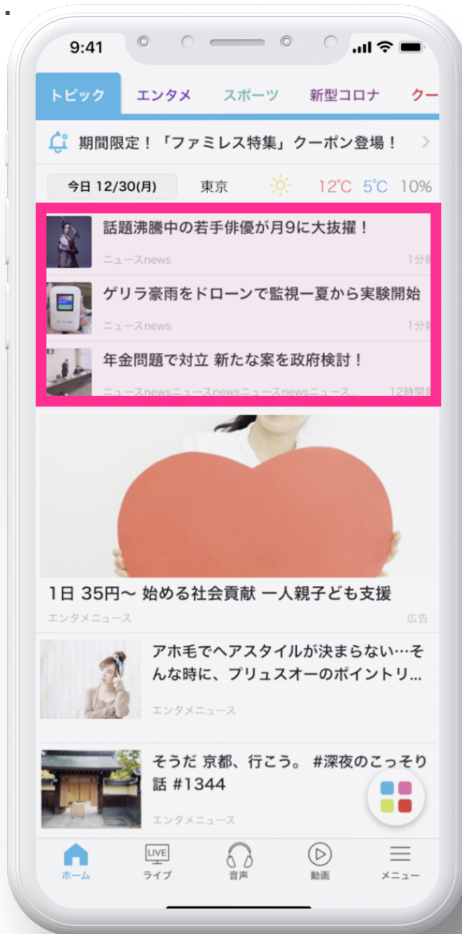 9:41
トピック エンタメ スポーツ 新型コロナ クー
期間限定！「ファミレス特集」クーポン登場！
今日 12/30(月) 東京 12℃ 5℃ 10%
話題沸騰中の若手俳優が月9に大抜擢！
ニュースnews 1分前
ゲリラ豪雨をドローンで監視ー夏から実験開始
ニュースnews 1分前
年金問題で対立 新たな案を政府検討！
ニュースnewsニュースnewsニュースnewsニュース... 12時間前
1日 35円〜 始める社会貢献 一人親子ども支援
エンタメニュース 広告
アホ毛でヘアスタイルが決まらない…そ
んな時に、プリュスオーのポイントリ...
エンタメニュース
そうだ 京都、行こう。 #深夜のこっそり
話 #1344
エンタメニュース
LIVE
ホーム ライブ 音声 動画 メニュー